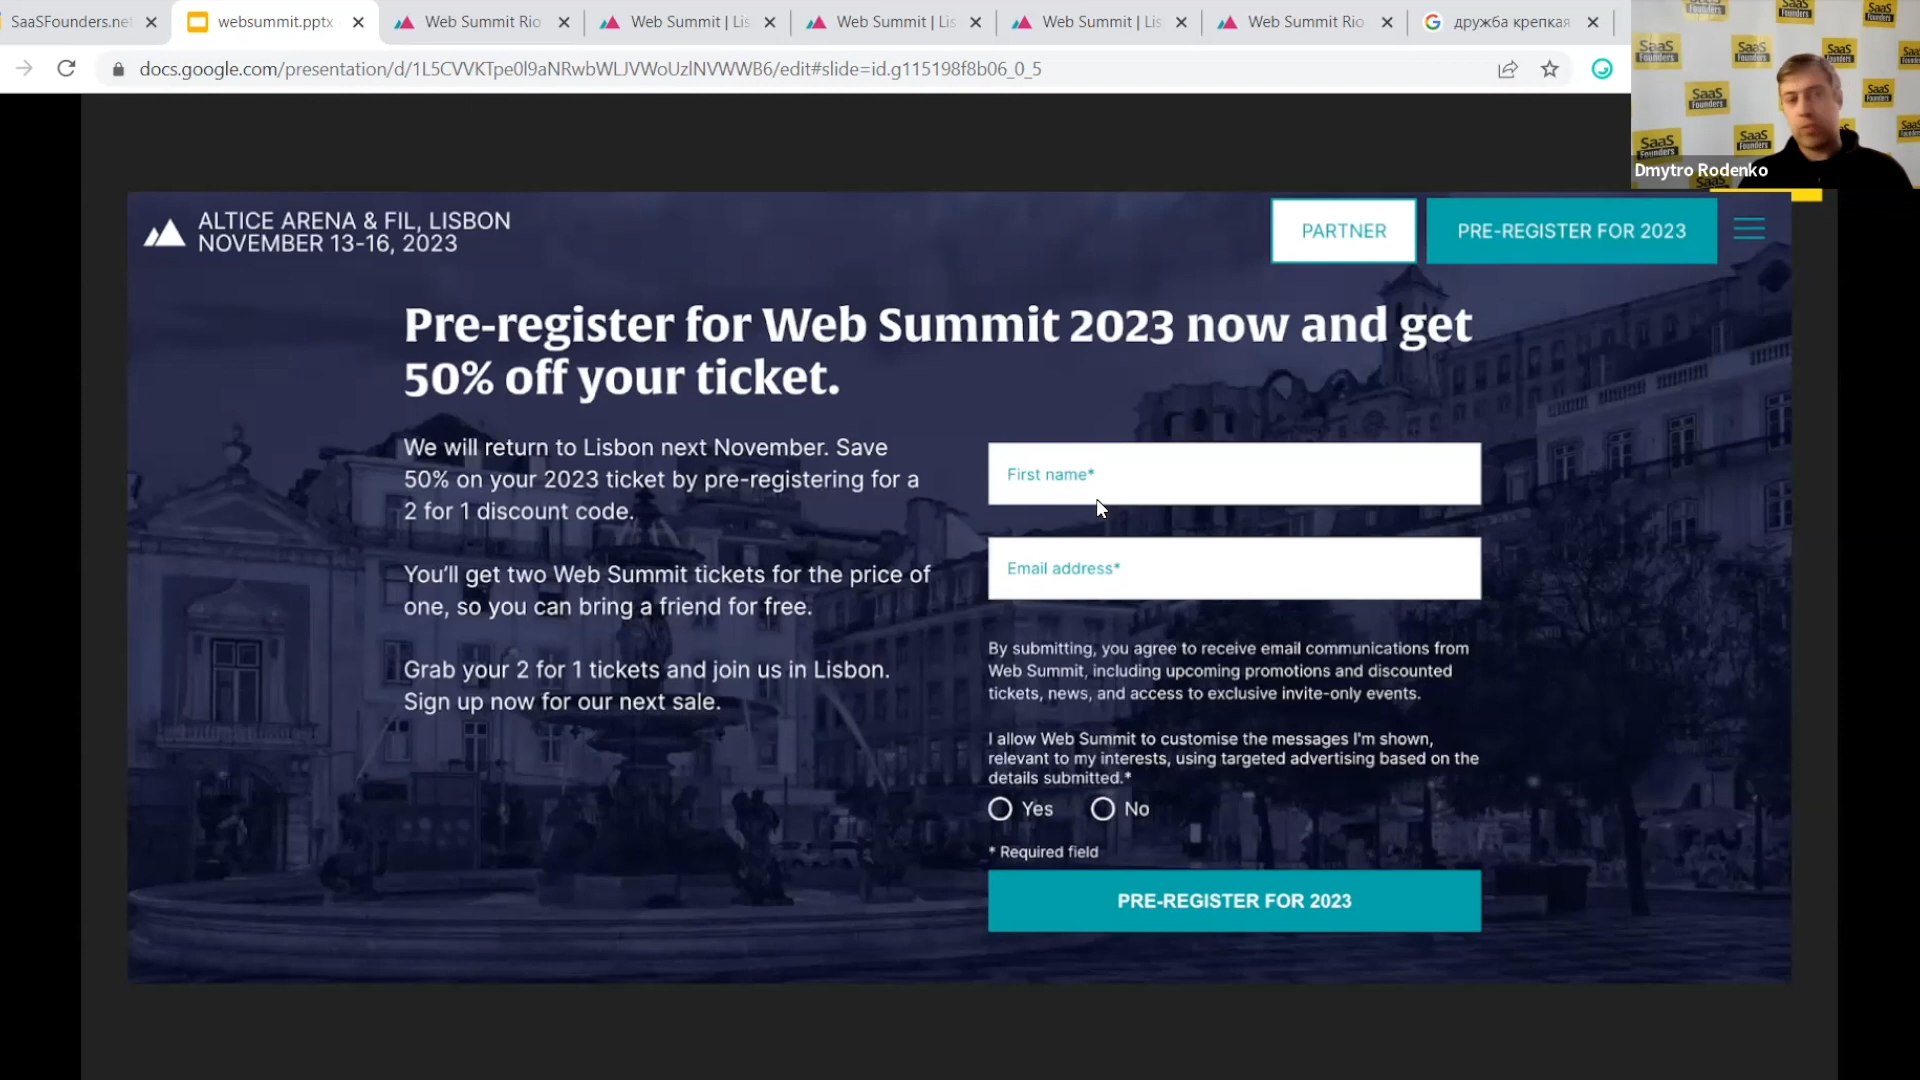 SaaSFounders.net
websummit.pptx
Web Summit Rio
Web Summit | Lis
Web Summit | Lis
Web Summit | Lis
Web Summit Rio
дружба крепкая
docs.google.com/presentation/d/1L5CVVKTpe0l9aNRwbWLJVWoUzlNVWWB6/edit#slide=id.g115198f8b06_0_5
SaaS Founders
Dmytro Rodenko
ALTICE ARENA & FIL, LISBON
NOVEMBER 13-16, 2023
PARTNER
PRE-REGISTER FOR 2023
Pre-register for Web Summit 2023 now and get
50% off your ticket.
We will return to Lisbon next November. Save
50% on your 2023 ticket by pre-registering for a
2 for 1 discount code.
You’ll get two Web Summit tickets for the price of
one, so you can bring a friend for free.
Grab your 2 for 1 tickets and join us in Lisbon.
Sign up now for our next sale.
First name*
Email address*
By submitting, you agree to receive email communications from
Web Summit, including upcoming promotions and discounted
tickets, news, and access to exclusive invite-only events.
I allow Web Summit to customise the messages I'm shown,
relevant to my interests, using targeted advertising based on the
details submitted.*
Yes
No
* Required field
PRE-REGISTER FOR 2023